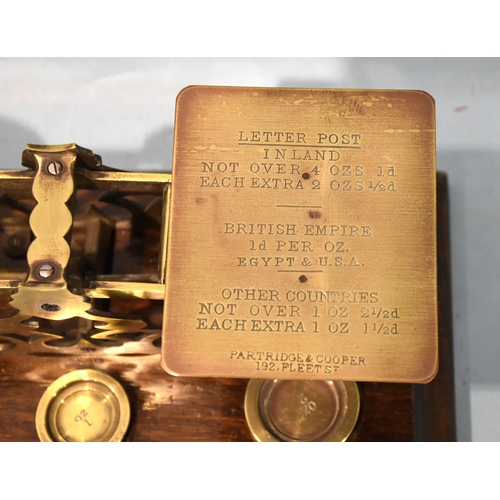 LETTER POST
INLAND
NOT OVER 4 OZS 1d
EACH EXTRA 2 OZS ½d
BRITISH EMPIRE
1d PER OZ.
EGYPT & U.S.A.
OTHER COUNTRIES
NOT OVER 1 OZ 2½d
EACH EXTRA 1 OZ 1½d
PARTRIDGE & COOPER
192, FLEET ST